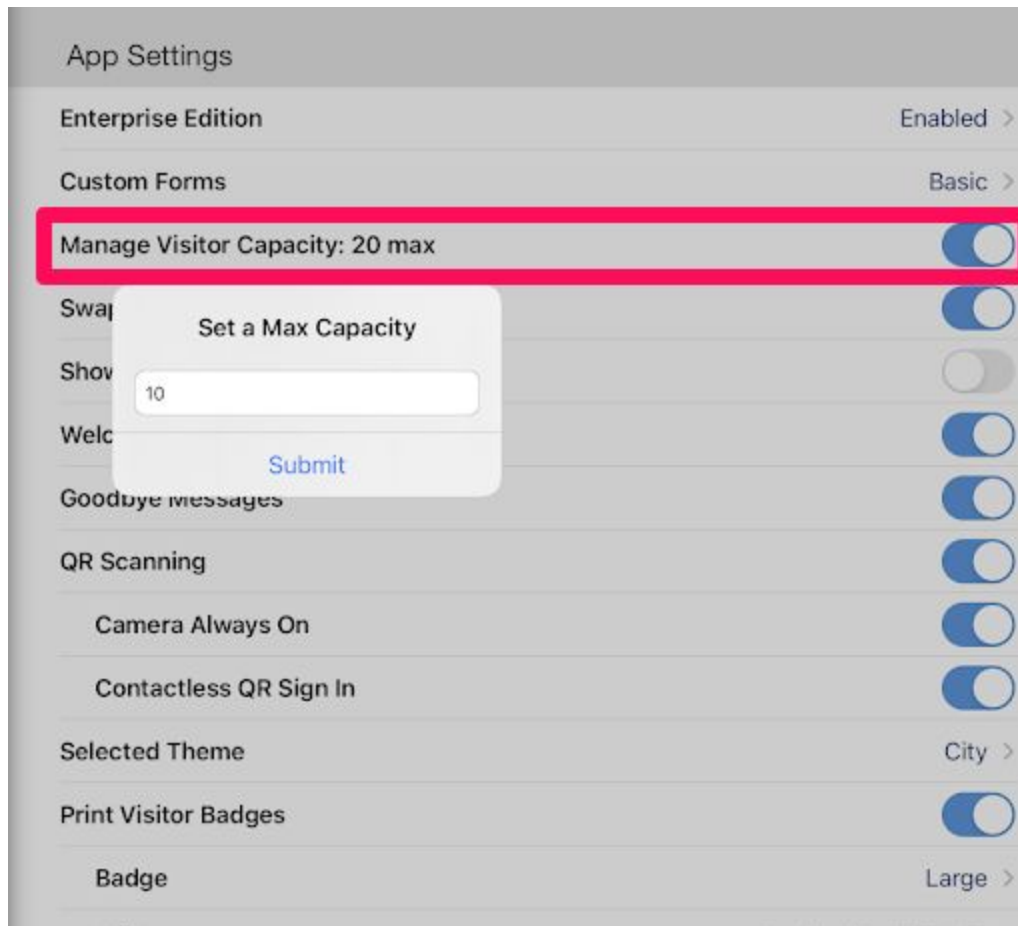 App Settings
Enterprise Edition Enabled >
Custom Forms Basic >
Manage Visitor Capacity: 20 max
Set a Max Capacity
10
Submit
Goodbye Messages
QR Scanning
Camera Always On
Contactless QR Sign In
Selected Theme City >
Print Visitor Badges
Badge Large >